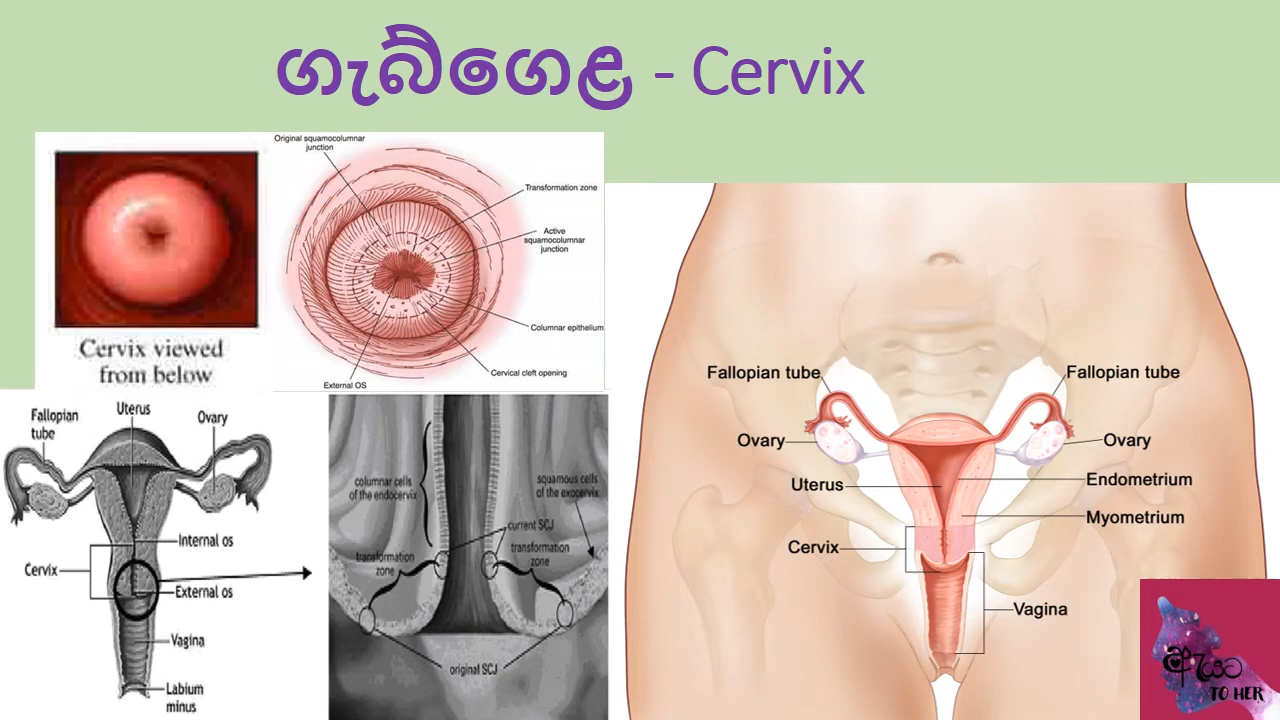 ගැබ්ගෙළ - Cervix
Original squamocolumnar
junction
Transformation zone
Active
squamocolumnar
junction
Columnar epithelium
Cervical cleft opening
External OS
Cervix viewed
from below
Fallopian
tube
Uterus
Ovary
Internal os
Cervix
External os
Vagina
Labium
minus
columnar cells
of the endocervix
squamous cells
of the exocervix
current SCJ
transformation
zone
transformation
zone
original SCJ
Fallopian tube
Fallopian tube
Ovary
Ovary
Uterus
Endometrium
Myometrium
Cervix
Vagina
ඇයට
TO HER